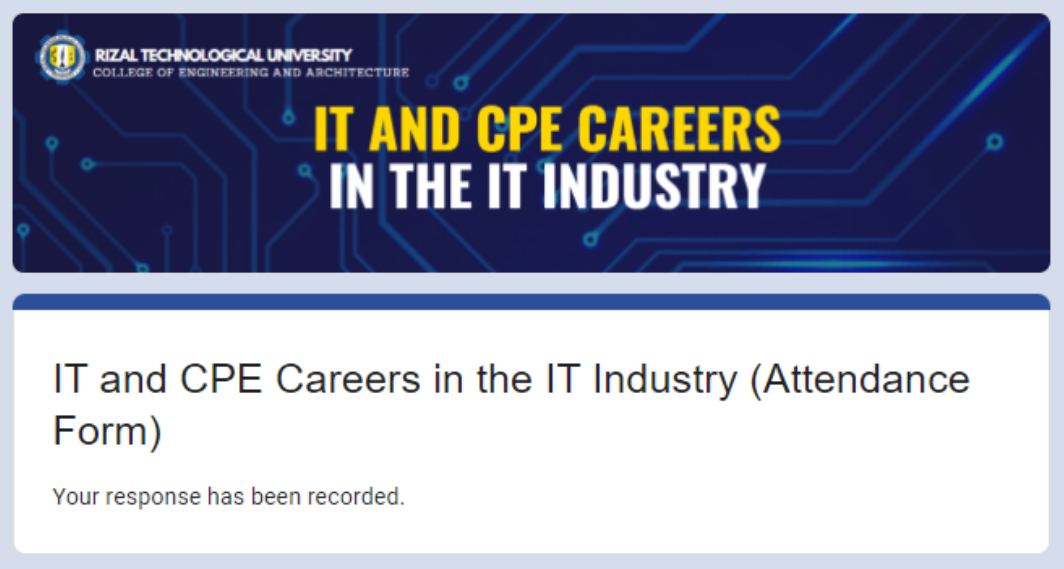 RIZAL TECHNOLOGICAL UNIVERSITY
COLLEGE OF ENGINEERING AND ARCHITECTURE
IT AND CPE CAREERS
IN THE IT INDUSTRY
IT and CPE Careers in the IT Industry (Attendance
Form)
Your response has been recorded.